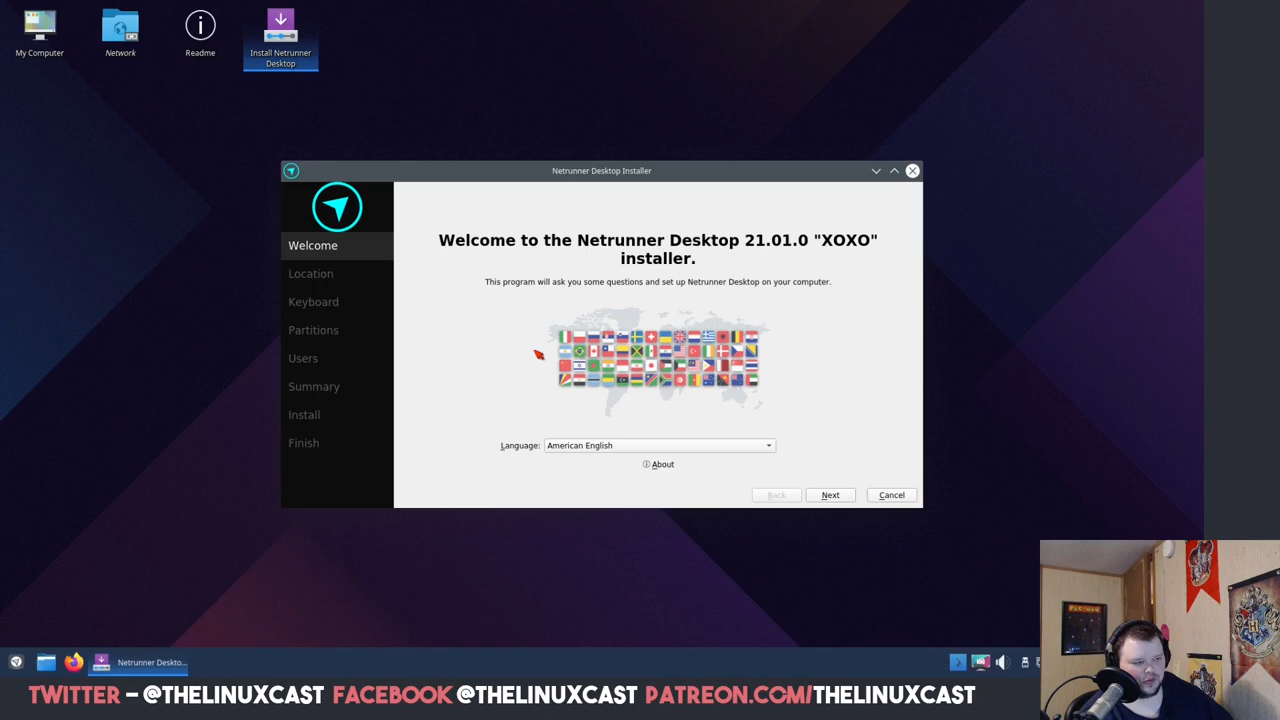 My Computer
Network
Readme
Install Netrunner
Desktop
Netrunner Desktop Installer
Welcome
Location
Keyboard
Partitions
Users
Summary
Install
Finish
Welcome to the Netrunner Desktop 21.01.0 "XOXO"
installer.
This program will ask you some questions and set up Netrunner Desktop on your computer.
Language: American English
About
Back Next Cancel
Netrunner Deskto...
PAC-MAN
TWITTER - @THELINUXCAST FACEBOOK @THELINUXCAST PATREON.COM/THELINUXCAST